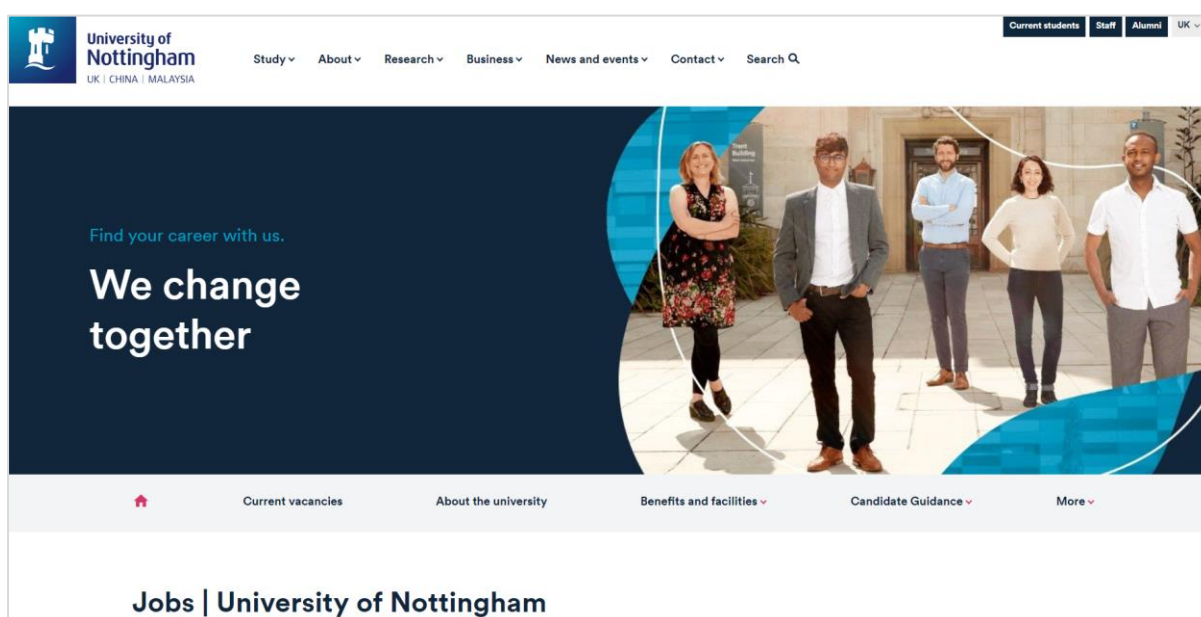 Current students Staff Alumni UK
University of
Nottingham
UK | CHINA | MALAYSIA
Study About Research Business News and events Contact Search
Trent
Building
Find your career with us.
We change
together
Current vacancies About the university Benefits and facilities Candidate Guidance More
Jobs | University of Nottingham